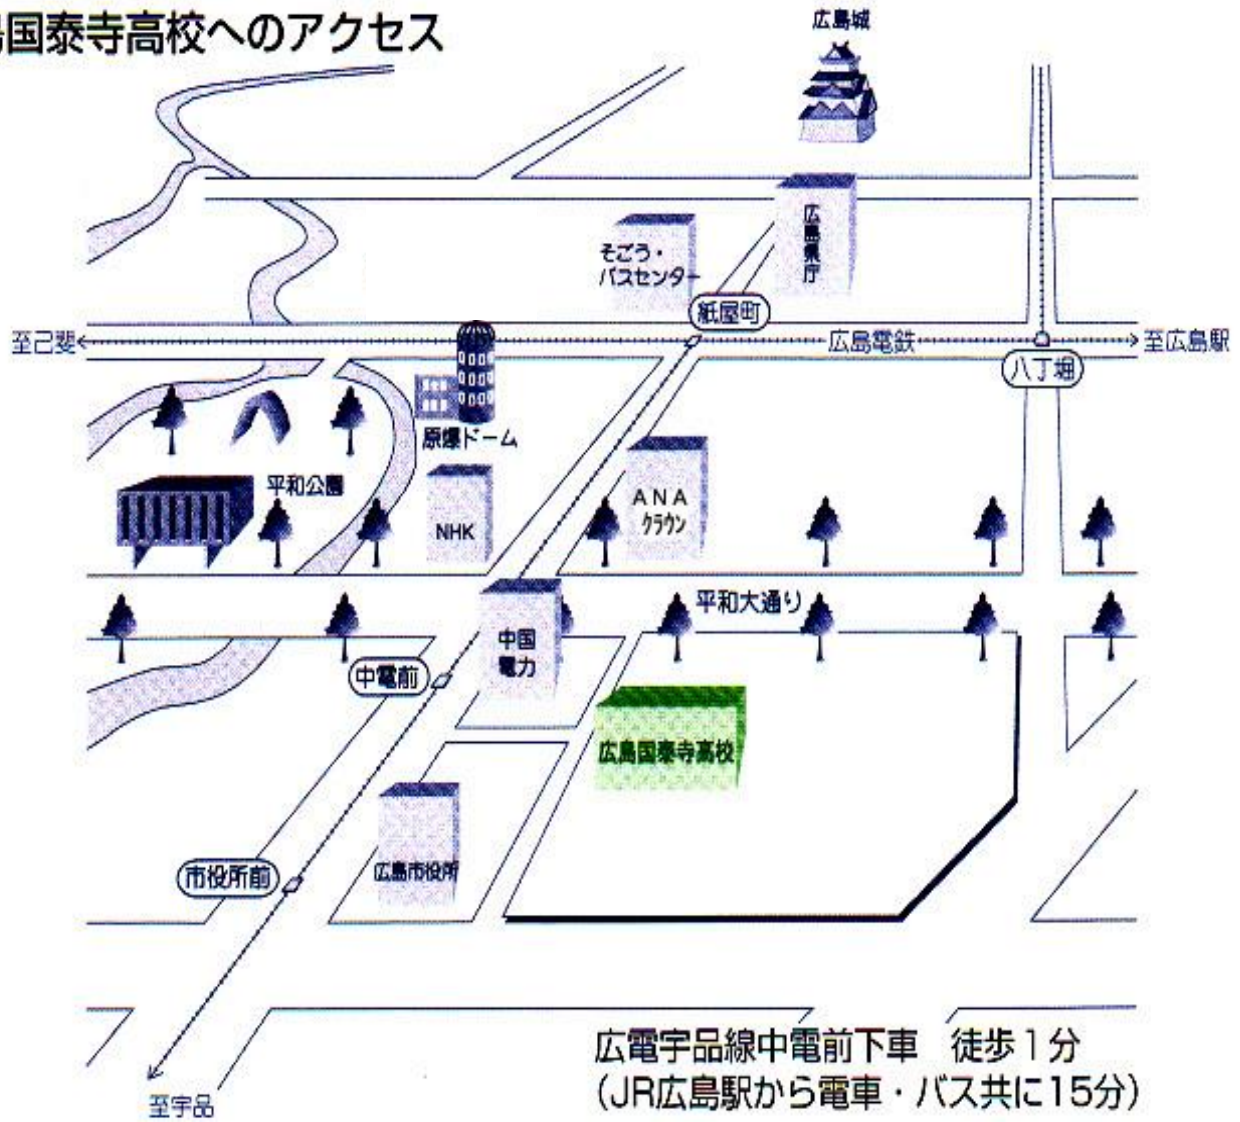 島国泰寺高校へのアクセス
広島城
広島県庁
そごう・
バスセンター
紙屋町
至己斐
広島電鉄
至広島駅
八丁堀
原爆ドーム
平和公園
NHK
ANA
クラウン
平和大通り
中国
電力
中電前
広島国泰寺高校
広島市役所
市役所前
至宇品
広電宇品線中電前下車 徒歩1分
(JR広島駅から電車・バス共に15分)